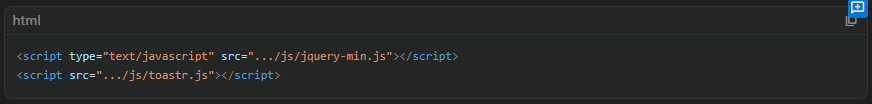 html
<script type="text/javascript" src=".../js/jquery-min.js"></script>
<script src=".../js/toastr.js"></script>